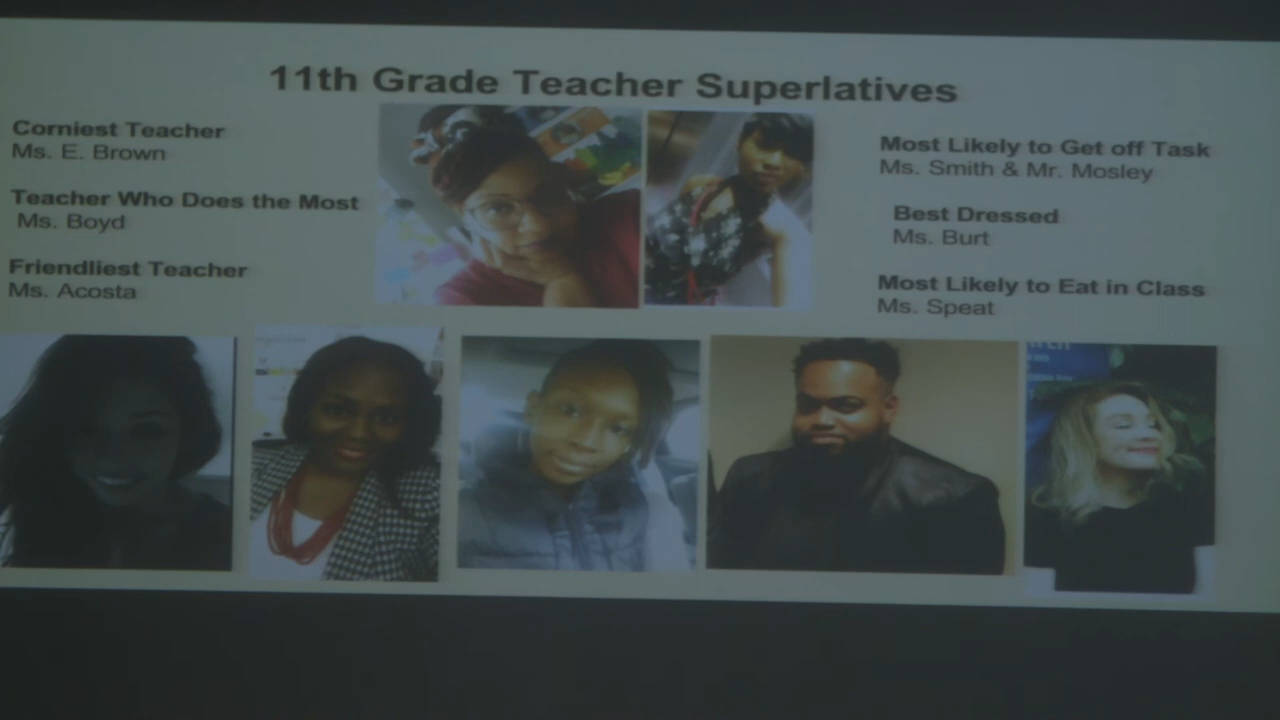 11th Grade Teacher Superlatives
Corniest Teacher
Ms. E. Brown
Teacher Who Does the Most
Ms. Boyd
Friendliest Teacher
Ms. Acosta
Most Likely to Get off Task
Ms. Smith & Mr. Mosley
Best Dressed
Ms. Burt
Most Likely to Eat in Class
Ms. Speat